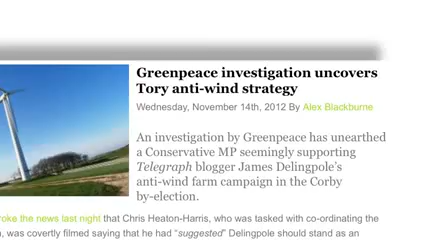 Greenpeace investigation uncovers
Tory anti-wind strategy
Wednesday, November 14th, 2012 By Alex Blackburne
An investigation by Greenpeace has unearthed
a Conservative MP seemingly supporting
Telegraph blogger James Delingpole's
anti-wind farm campaign in the Corby
by-election.
the news last night that Chris Heaton-Harris, who was tasked with co-ordinating the
was covertly filmed saying that he had "suggested" Delingpole should stand as an